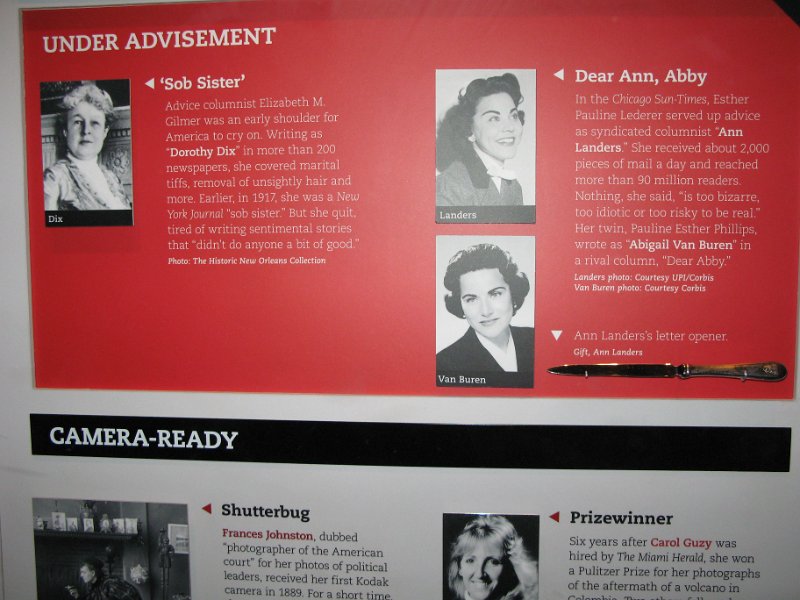 UNDER ADVISEMENT
'Sob Sister'
Advice columnist Elizabeth M.
Gilmer was an early shoulder for
America to cry on. Writing as
"Dorothy Dix" in more than 200
newspapers, she covered marital
tiffs, removal of unsightly hair and
more. Earlier, in 1917, she was a New
York Journal "sob sister." But she quit,
tired of writing sentimental stories
that "didn't do anyone a bit of good."
Photo: The Historic New Orleans Collection
Dix
Dear Ann, Abby
In the Chicago Sun-Times, Esther
Pauline Lederer served up advice
as syndicated columnist "Ann
Landers." She received about 2,000
pieces of mail a day and reached
more than 90 million readers.
Nothing, she said, "is too bizarre,
too idiotic or too risky to be real."
Her twin, Pauline Esther Phillips,
wrote as "Abigail Van Buren" in
a rival column, "Dear Abby."
Landers photo: Courtesy UPI/Corbis
Van Buren photo: Courtesy Corbis
Landers
Van Buren
Ann Landers's letter opener.
Gift, Ann Landers
CAMERA-READY
Shutterbug
Frances Johnston, dubbed
"photographer of the American
court" for her photos of political
leaders, received her first Kodak
camera in 1889. For a short time,
Prizewinner
Six years after Carol Guzy was
hired by The Miami Herald, she won
a Pulitzer Prize for her photographs
of the aftermath of a volcano in